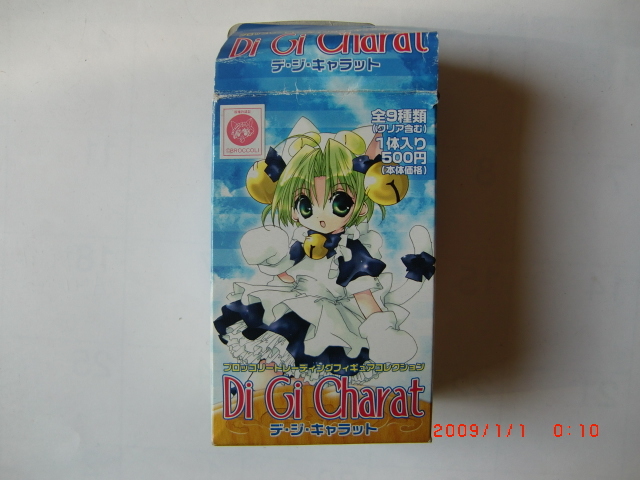 Di Gi Charat
デ・ジ・キャラット
全9種類
(クリア含む)
1体入り
500円
(本体価格)
BROCCOLI
ブロッコリートレーディングフィギュアコレクション
Di Gi Charat
デ・ジ・キャラット
2009/1/1 0:10